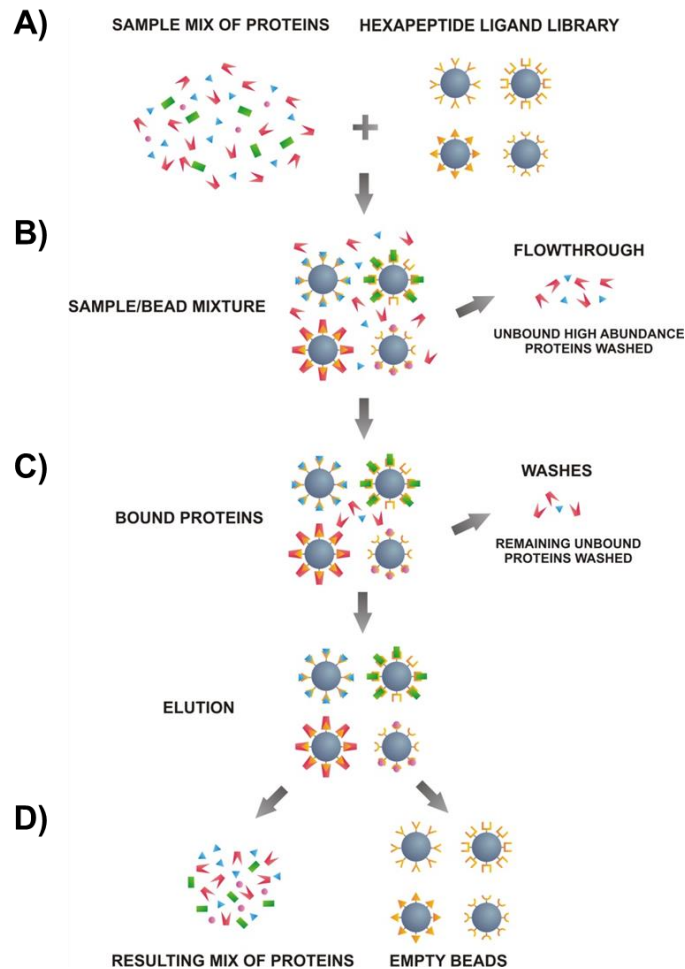 A)
SAMPLE MIX OF PROTEINS
HEXAPEPTIDE LIGAND LIBRARY
B)
SAMPLE/BEAD MIXTURE
FLOWTHROUGH
UNBOUND HIGH ABUNDANCE
PROTEINS WASHED
C)
BOUND PROTEINS
WASHES
REMAINING UNBOUND
PROTEINS WASHED
ELUTION
D)
RESULTING MIX OF PROTEINS
EMPTY BEADS